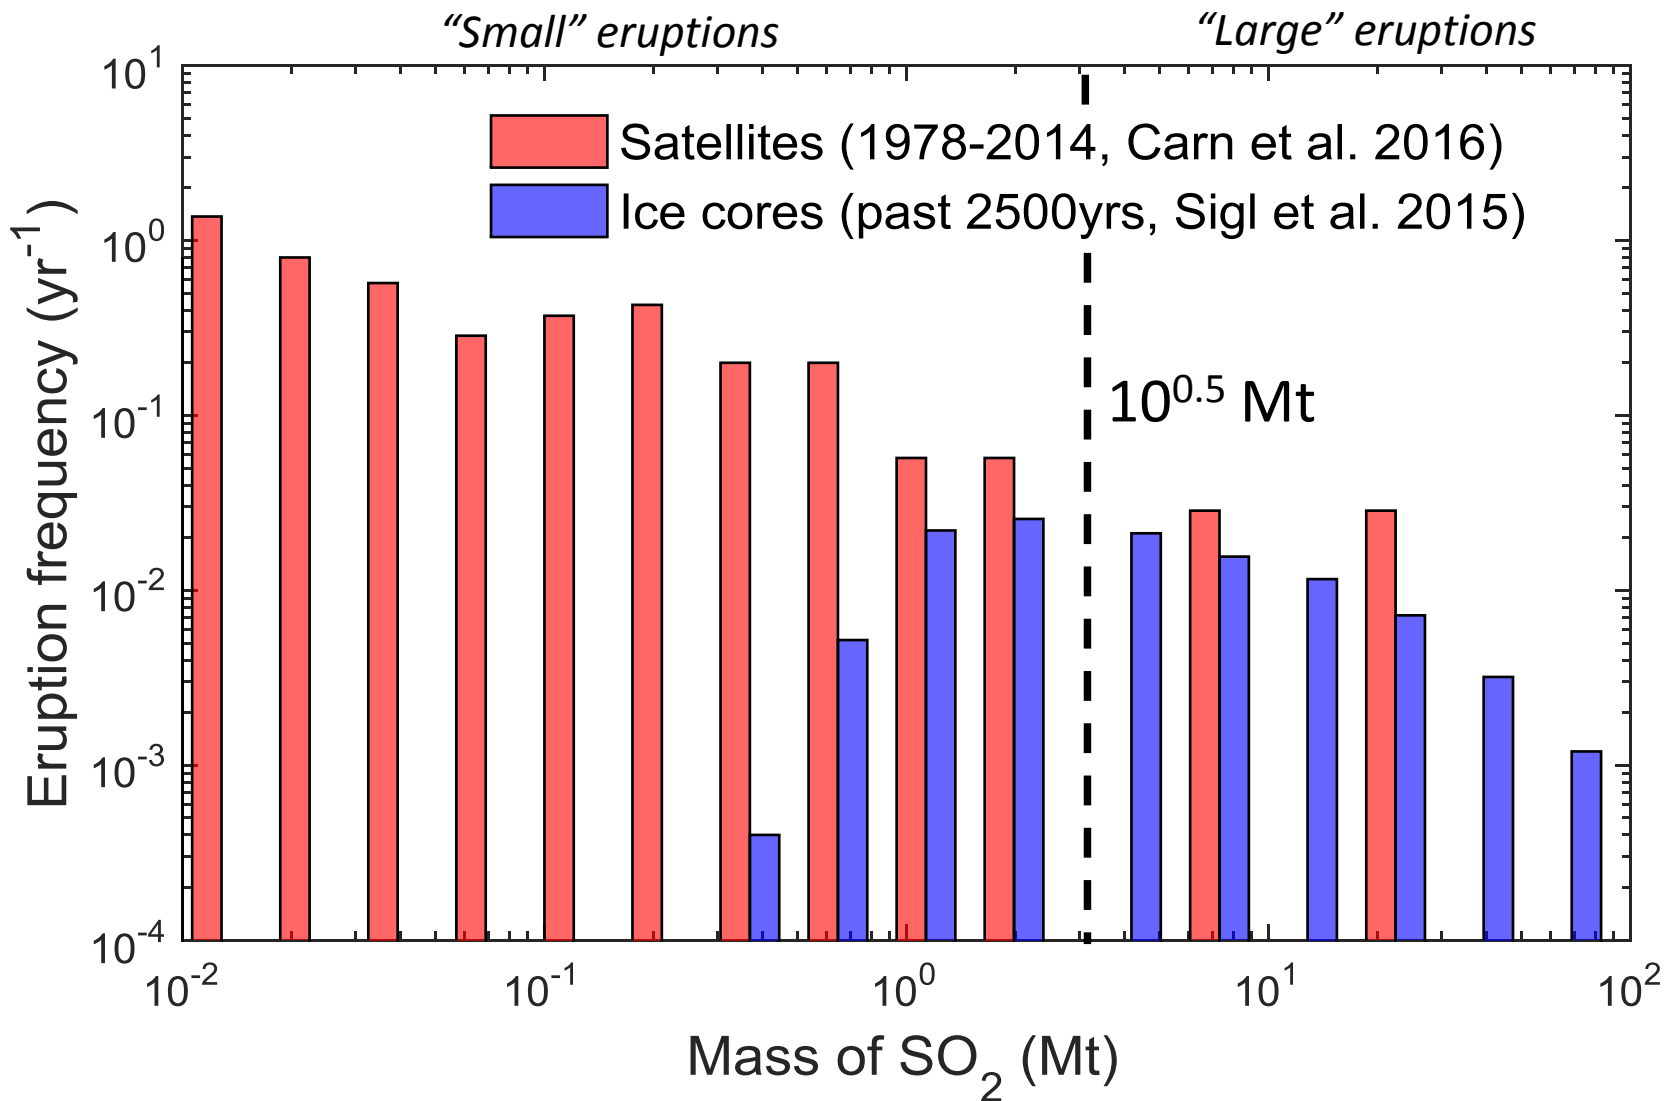 “Small” eruptions
“Large” eruptions
Satellites (1978-2014, Carn et al. 2016)
Ice cores (past 2500yrs, Sigl et al. 2015)
10^0.5 Mt
Eruption frequency (yr^-1)
10^1
10^0
10^-1
10^-2
10^-3
10^-4
10^-2
10^-1
10^0
10^1
10^2
Mass of SO_2 (Mt)